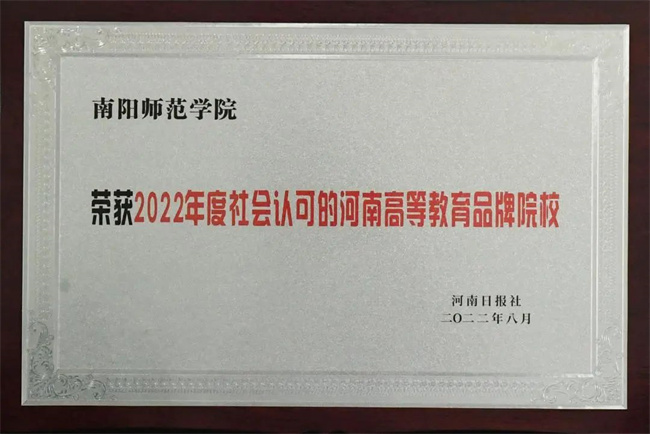 南阳师范学院
荣获2022年度社会认可的河南高等教育品牌院校
河南日报社
二〇二二年八月